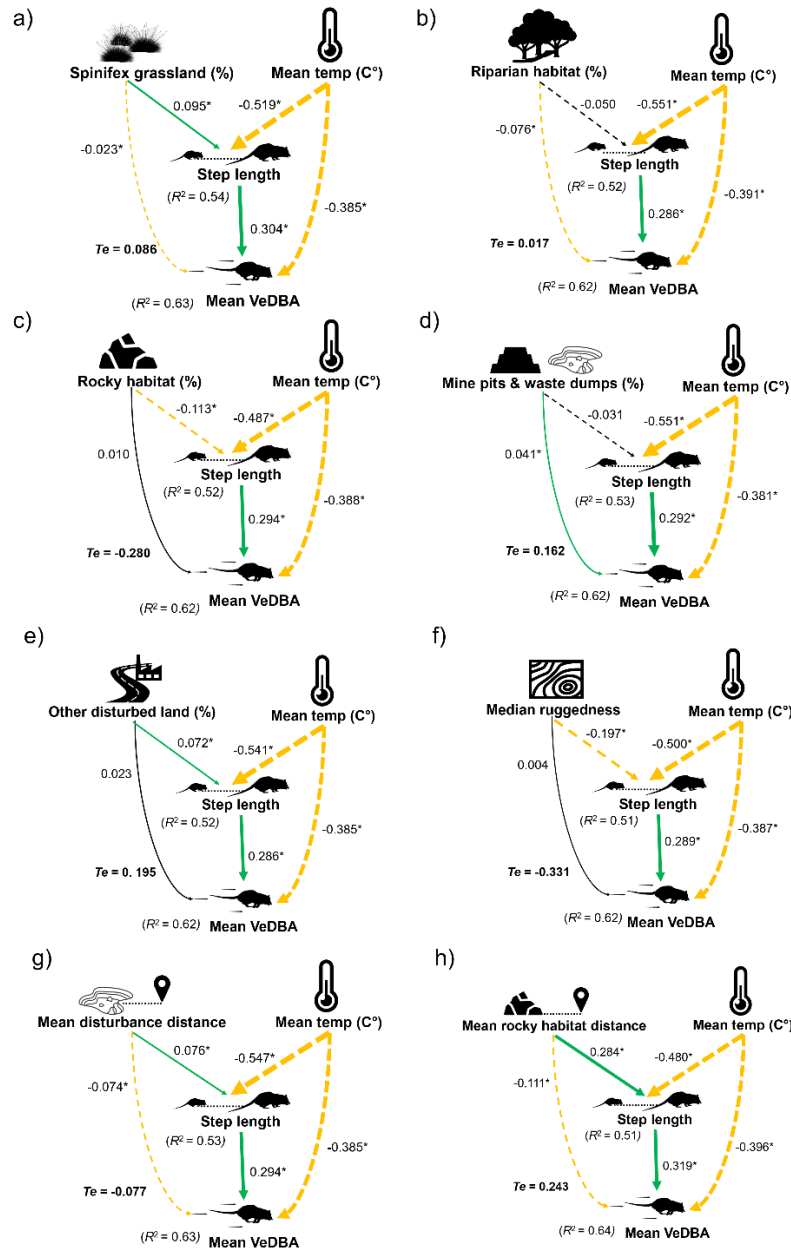 a)
Spinifex grassland (%)
Mean temp (C°)
0.095*
-0.519*
-0.023*
Step length
(R² = 0.54)
-0.385*
0.304*
Te = 0.086
(R² = 0.63)
Mean VeDBA
b)
Riparian habitat (%)
Mean temp (C°)
-0.050
-0.551*
-0.076*
Step length
(R² = 0.52)
-0.391*
0.286*
Te = 0.017
(R² = 0.62)
Mean VeDBA
c)
Rocky habitat (%)
Mean temp (C°)
-0.113*
-0.487*
0.010
Step length
(R² = 0.52)
-0.388*
0.294*
Te = -0.280
(R² = 0.62)
Mean VeDBA
d)
Mine pits & waste dumps (%)
Mean temp (C°)
-0.031
-0.551*
0.041*
Step length
(R² = 0.53)
-0.381*
0.292*
Te = 0.162
(R² = 0.62)
Mean VeDBA
e)
Other disturbed land (%)
Mean temp (C°)
0.072*
-0.541*
0.023
Step length
(R² = 0.52)
-0.385*
0.286*
Te = 0. 195
(R² = 0.62)
Mean VeDBA
f)
Median ruggedness
Mean temp (C°)
-0.197*
-0.500*
0.004
Step length
(R² = 0.51)
-0.387*
0.289*
Te = -0.331
(R² = 0.62)
Mean VeDBA
g)
Mean disturbance distance
Mean temp (C°)
0.076*
-0.547*
-0.074*
Step length
(R² = 0.53)
-0.385*
0.294*
Te = -0.077
(R² = 0.63)
Mean VeDBA
h)
Mean rocky habitat distance
Mean temp (C°)
0.284*
-0.480*
-0.111*
Step length
(R² = 0.51)
-0.396*
0.319*
Te = 0.243
(R² = 0.64)
Mean VeDBA